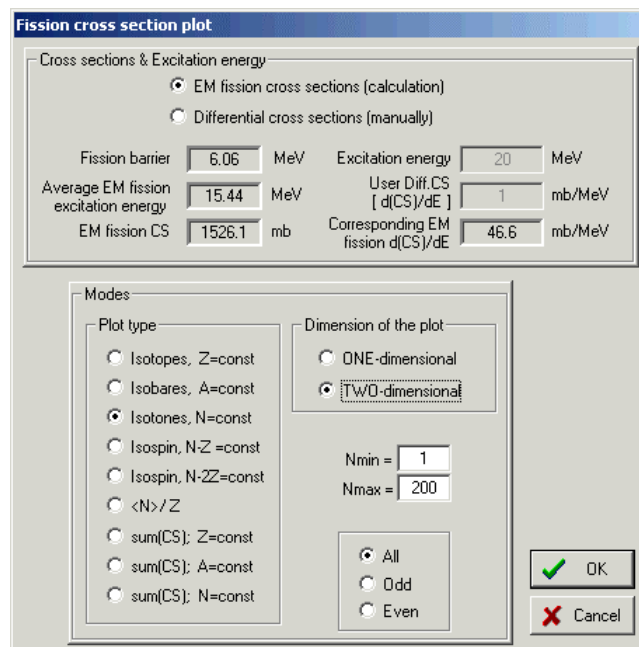 Fission cross section plot
Cross sections & Excitation energy
EM fission cross sections (calculation)
Differential cross sections (manually)
Fission barrier 6.06 MeV Excitation energy 20 MeV
Average EM fission excitation energy 15.44 MeV User Diff.CS [ d(CS)/dE ] 1 mb/MeV
EM fission CS 1526.1 mb Corresponding EM fission d(CS)/dE 46.6 mb/MeV
Modes
Plot type
Isotopes, Z=const
Isobares, A=const
Isotones, N=const
Isospin, N-Z =const
Isospin, N-2Z=const
<N>/Z
sum(CS); Z=const
sum(CS); A=const
sum(CS); N=const
Dimension of the plot
ONE-dimensional
TWO-dimensional
Nmin = 1
Nmax = 200
All
Odd
Even
OK
Cancel